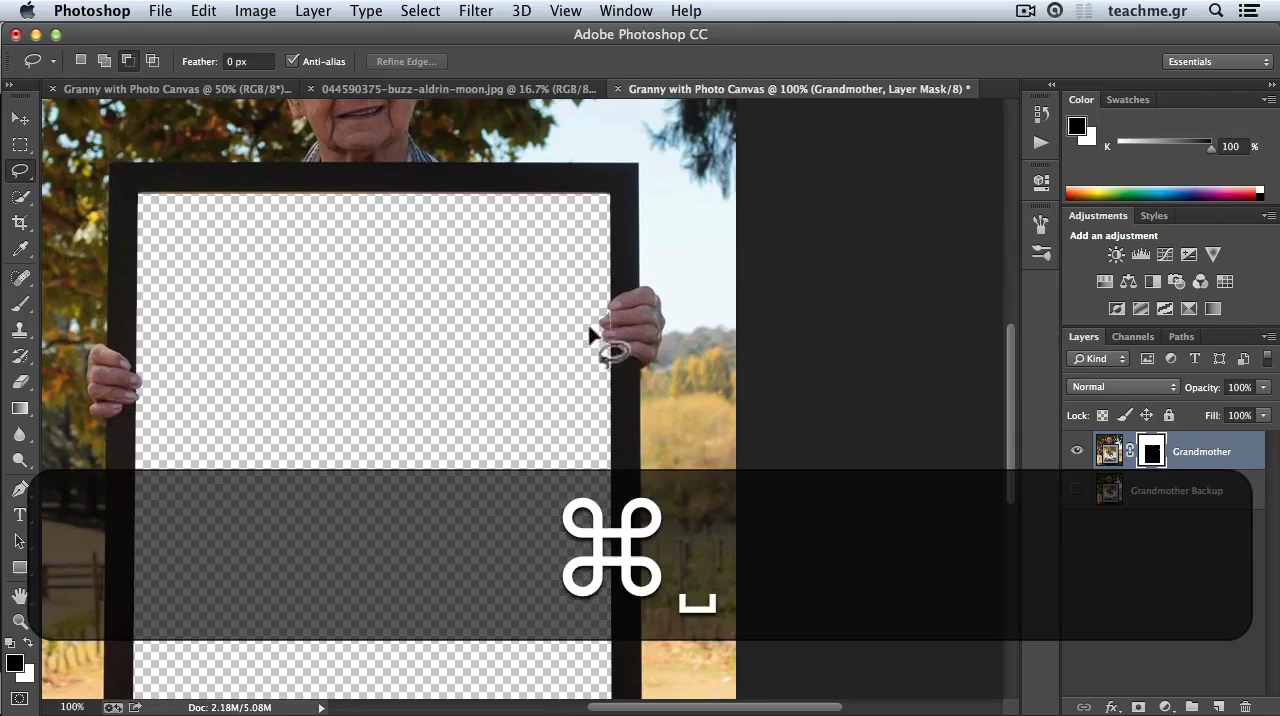 Photoshop File Edit Image Layer Type Select Filter 3D View Window Help teachme.gr
Adobe Photoshop CC
Feather: 0 px Anti-alias Refine Edge... Essentials
Granny with Photo Canvas @ 50% (RGB/8*)... 044590375-buzz-aldrin-moon.jpg @ 16.7% (RGB/8... Granny with Photo Canvas @ 100% (Grandmother, Layer Mask/8) *
Color Swatches
K 100 %
Adjustments Styles
Add an adjustment
Layers Channels Paths
Kind
Normal Opacity: 100%
Lock: Fill: 100%
Grandmother
Grandmother Backup
⌘ ␣
100% Doc: 2.18M/5.08M